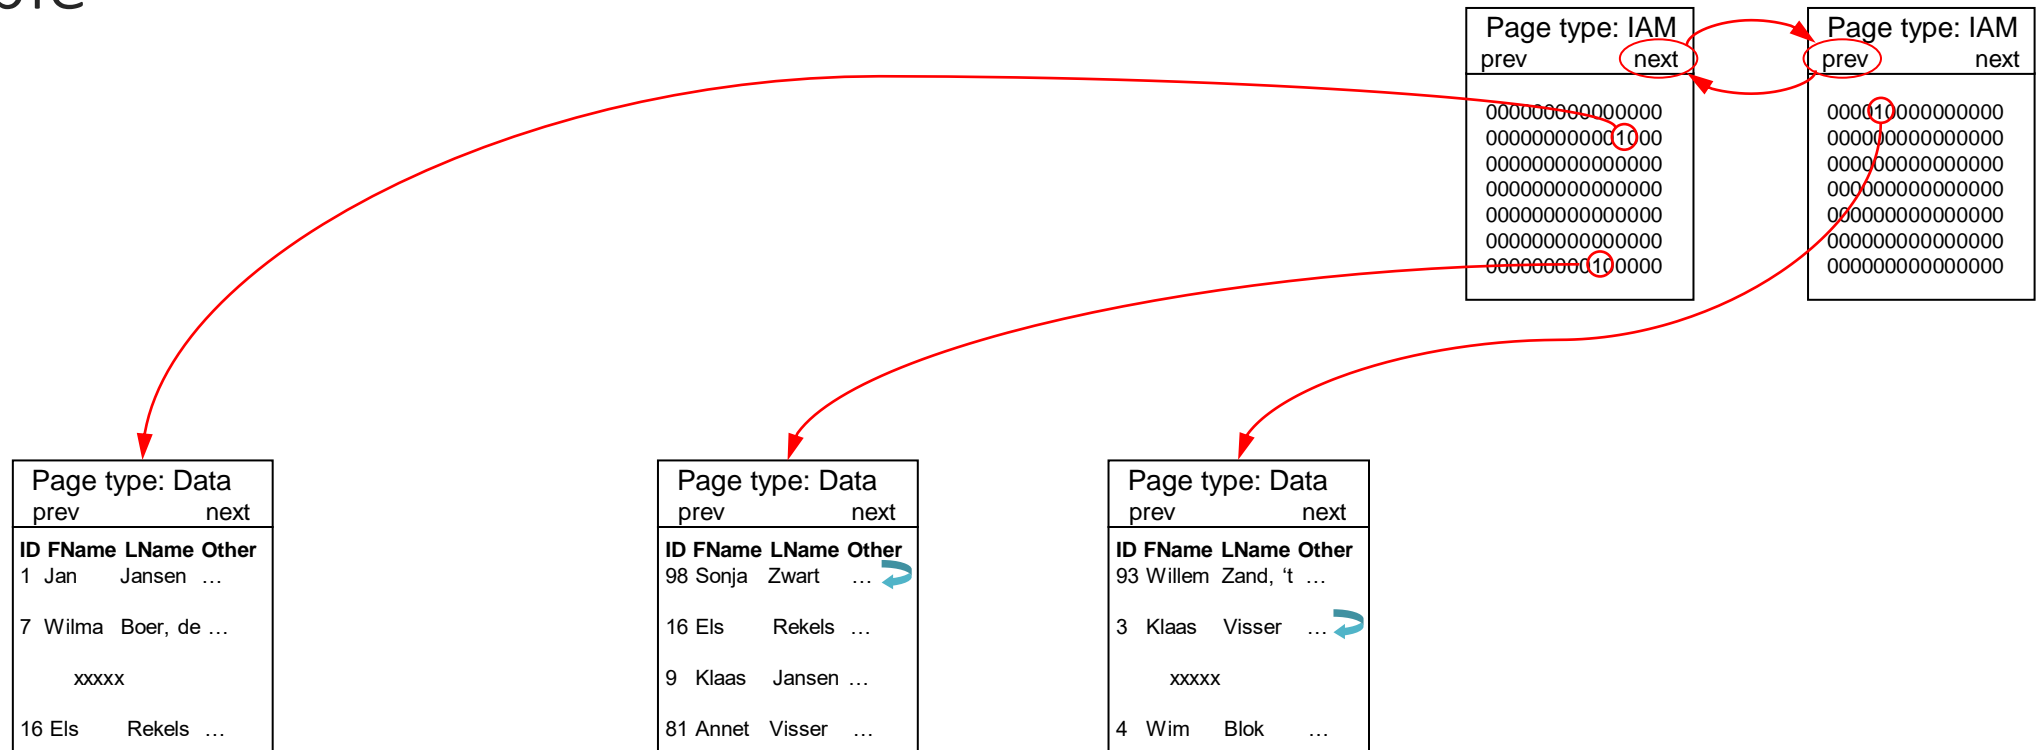 Page type: IAM
prev next
000000000000000
000000000001000
000000000000000
000000000000000
000000000000000
000000000000000
000000000100000
Page type: IAM
prev next
000010000000000
000000000000000
000000000000000
000000000000000
000000000000000
000000000000000
000000000000000
Page type: Data
prev next
ID FName LName Other
1 Jan Jansen …
7 Wilma Boer, de …
xxxxx
16 Els Rekels …
Page type: Data
prev next
ID FName LName Other
98 Sonja Zwart …
16 Els Rekels …
9 Klaas Jansen …
81 Annet Visser …
Page type: Data
prev next
ID FName LName Other
93 Willem Zand, ‘t …
3 Klaas Visser …
xxxxx
4 Wim Blok …